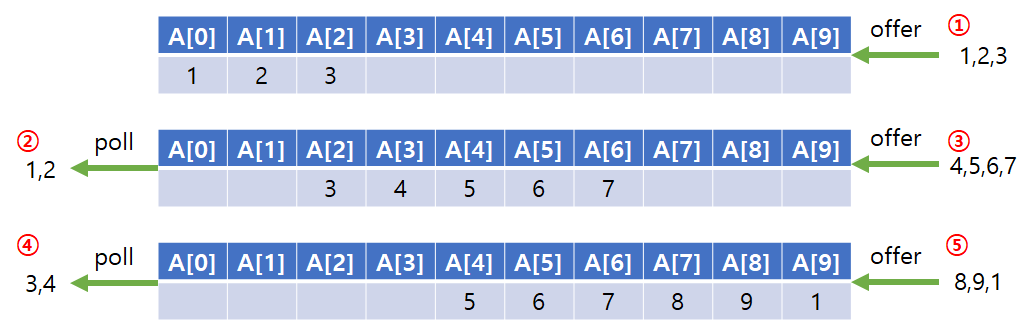 A[0] A[1] A[2] A[3] A[4] A[5] A[6] A[7] A[8] A[9] offer ①
1 2 3 1,2,3
② poll A[0] A[1] A[2] A[3] A[4] A[5] A[6] A[7] A[8] A[9] offer ③
1,2 3 4 5 6 7 4,5,6,7
④ poll A[0] A[1] A[2] A[3] A[4] A[5] A[6] A[7] A[8] A[9] offer ⑤
3,4 5 6 7 8 9 1 8,9,1